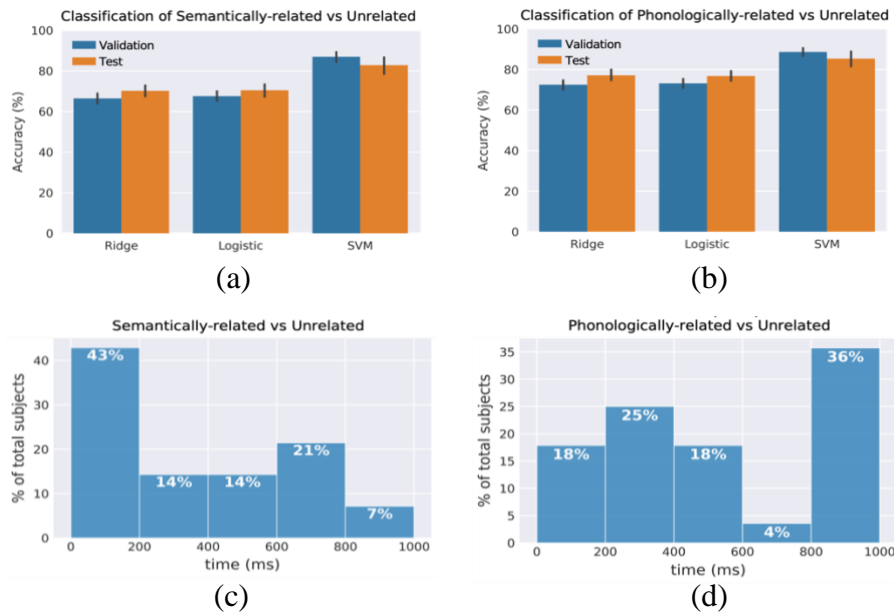 Classification of Semantically-related vs Unrelated
100
80
60
40
20
0
Accuracy (%)
Validation
Test
Ridge
Logistic
SVM
(a)
Classification of Phonologically-related vs Unrelated
100
80
60
40
20
0
Accuracy (%)
Validation
Test
Ridge
Logistic
SVM
(b)
Semantically-related vs Unrelated
40
30
20
10
0
% of total subjects
43%
14%
14%
21%
7%
0
200
400
600
800
1000
time (ms)
(c)
Phonologically-related vs Unrelated
35
30
25
20
15
10
5
0
% of total subjects
18%
25%
18%
4%
36%
0
200
400
600
800
1000
time (ms)
(d)